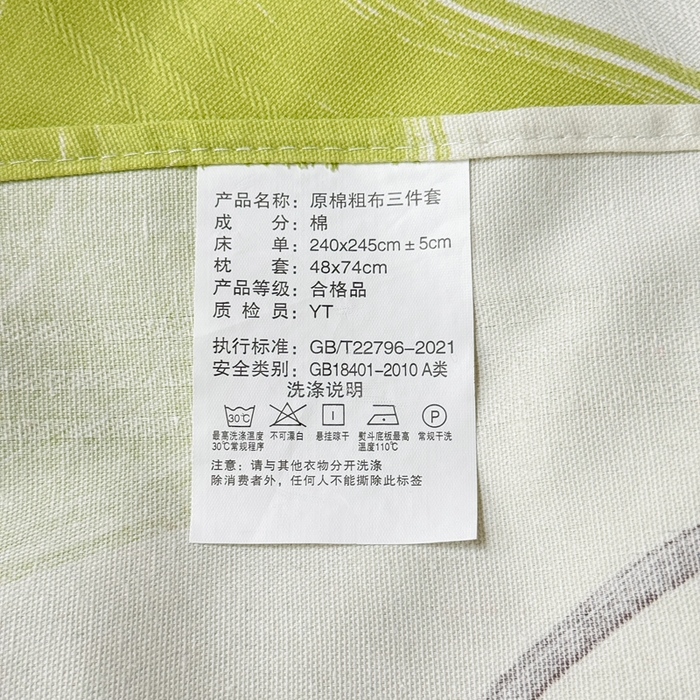 产品名称：原棉粗布三件套
成 分：棉
床 单：240x245cm±5cm
枕 套：48x74cm
产品等级：合格品
质 检 员：YT
执行标准：GB/T22796-2021
安全类别：GB18401-2010 A类
洗涤说明
30℃ P
最高洗涤温度 不可漂白 悬挂晾干 熨斗底板最高 常规干洗
30℃常规程序 温度110℃
注意：请与其他衣物分开洗涤
除消费者外，任何人不能撕除此标签